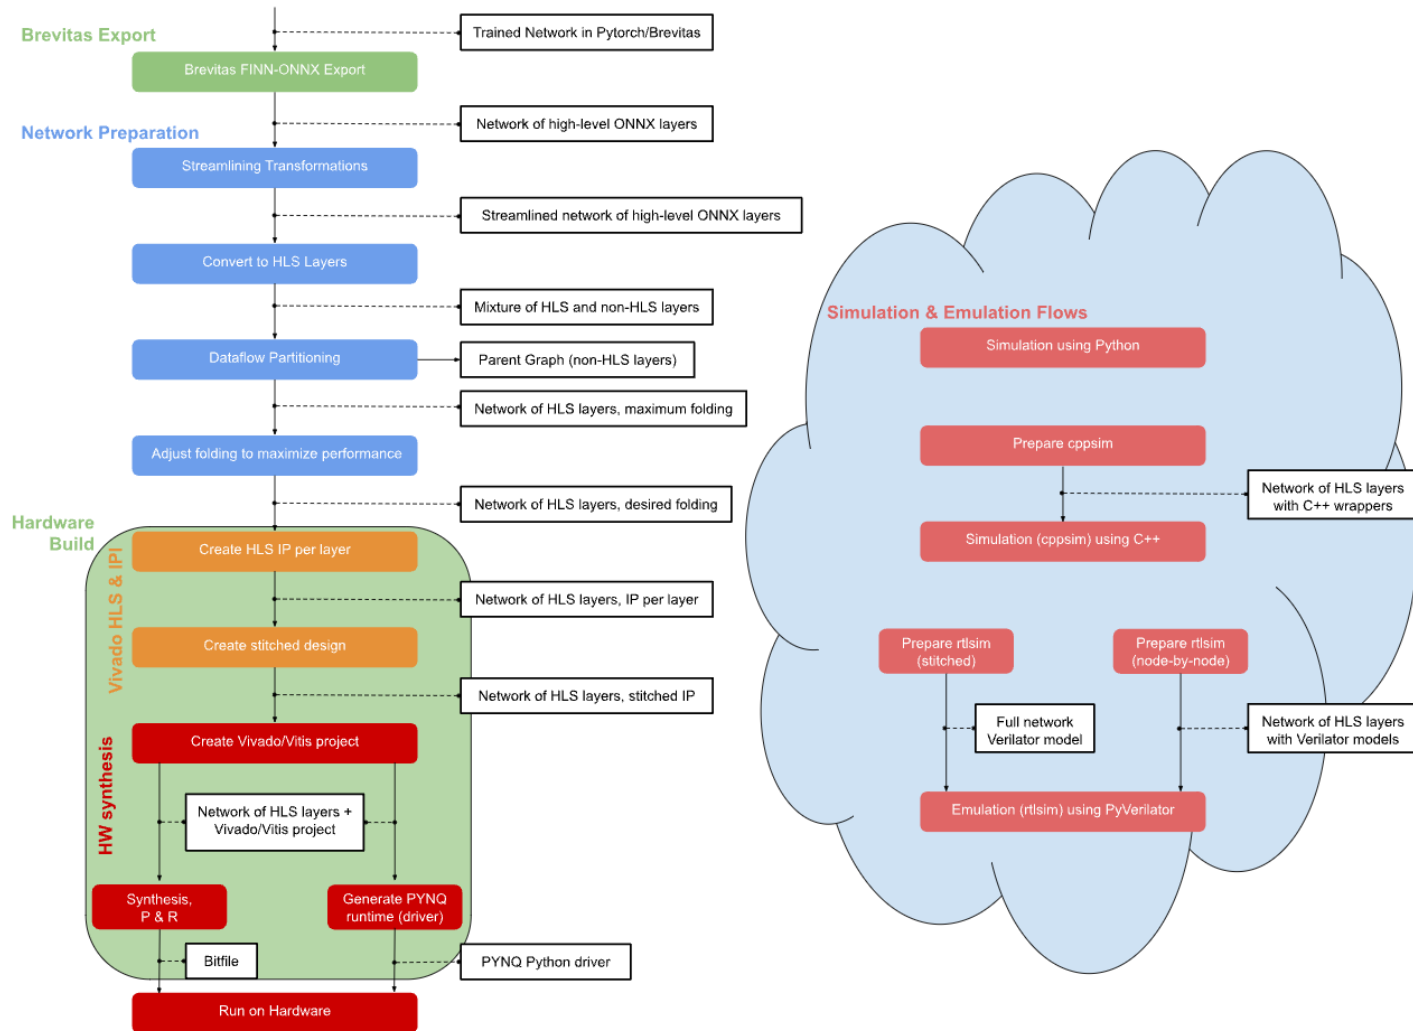 Brevitas Export
Trained Network in Pytorch/Brevitas
Brevitas FINN-ONNX Export
Network of high-level ONNX layers
Network Preparation
Streamlining Transformations
Streamlined network of high-level ONNX layers
Convert to HLS Layers
Mixture of HLS and non-HLS layers
Dataflow Partitioning
Parent Graph (non-HLS layers)
Network of HLS layers, maximum folding
Adjust folding to maximize performance
Network of HLS layers, desired folding
Hardware
Build
Vivado HLS & IPI
Create HLS IP per layer
Network of HLS layers, IP per layer
Create stitched design
Network of HLS layers, stitched IP
HW synthesis
Create Vivado/Vitis project
Network of HLS layers +
Vivado/Vitis project
Synthesis,
P & R
Generate PYNQ
runtime (driver)
Bitfile
PYNQ Python driver
Run on Hardware
Simulation & Emulation Flows
Simulation using Python
Prepare cppsim
Network of HLS layers
with C++ wrappers
Simulation (cppsim) using C++
Prepare rtlsim
(stitched)
Prepare rtlsim
(node-by-node)
Full network
Verilator model
Network of HLS layers
with Verilator models
Emulation (rtlsim) using PyVerilator